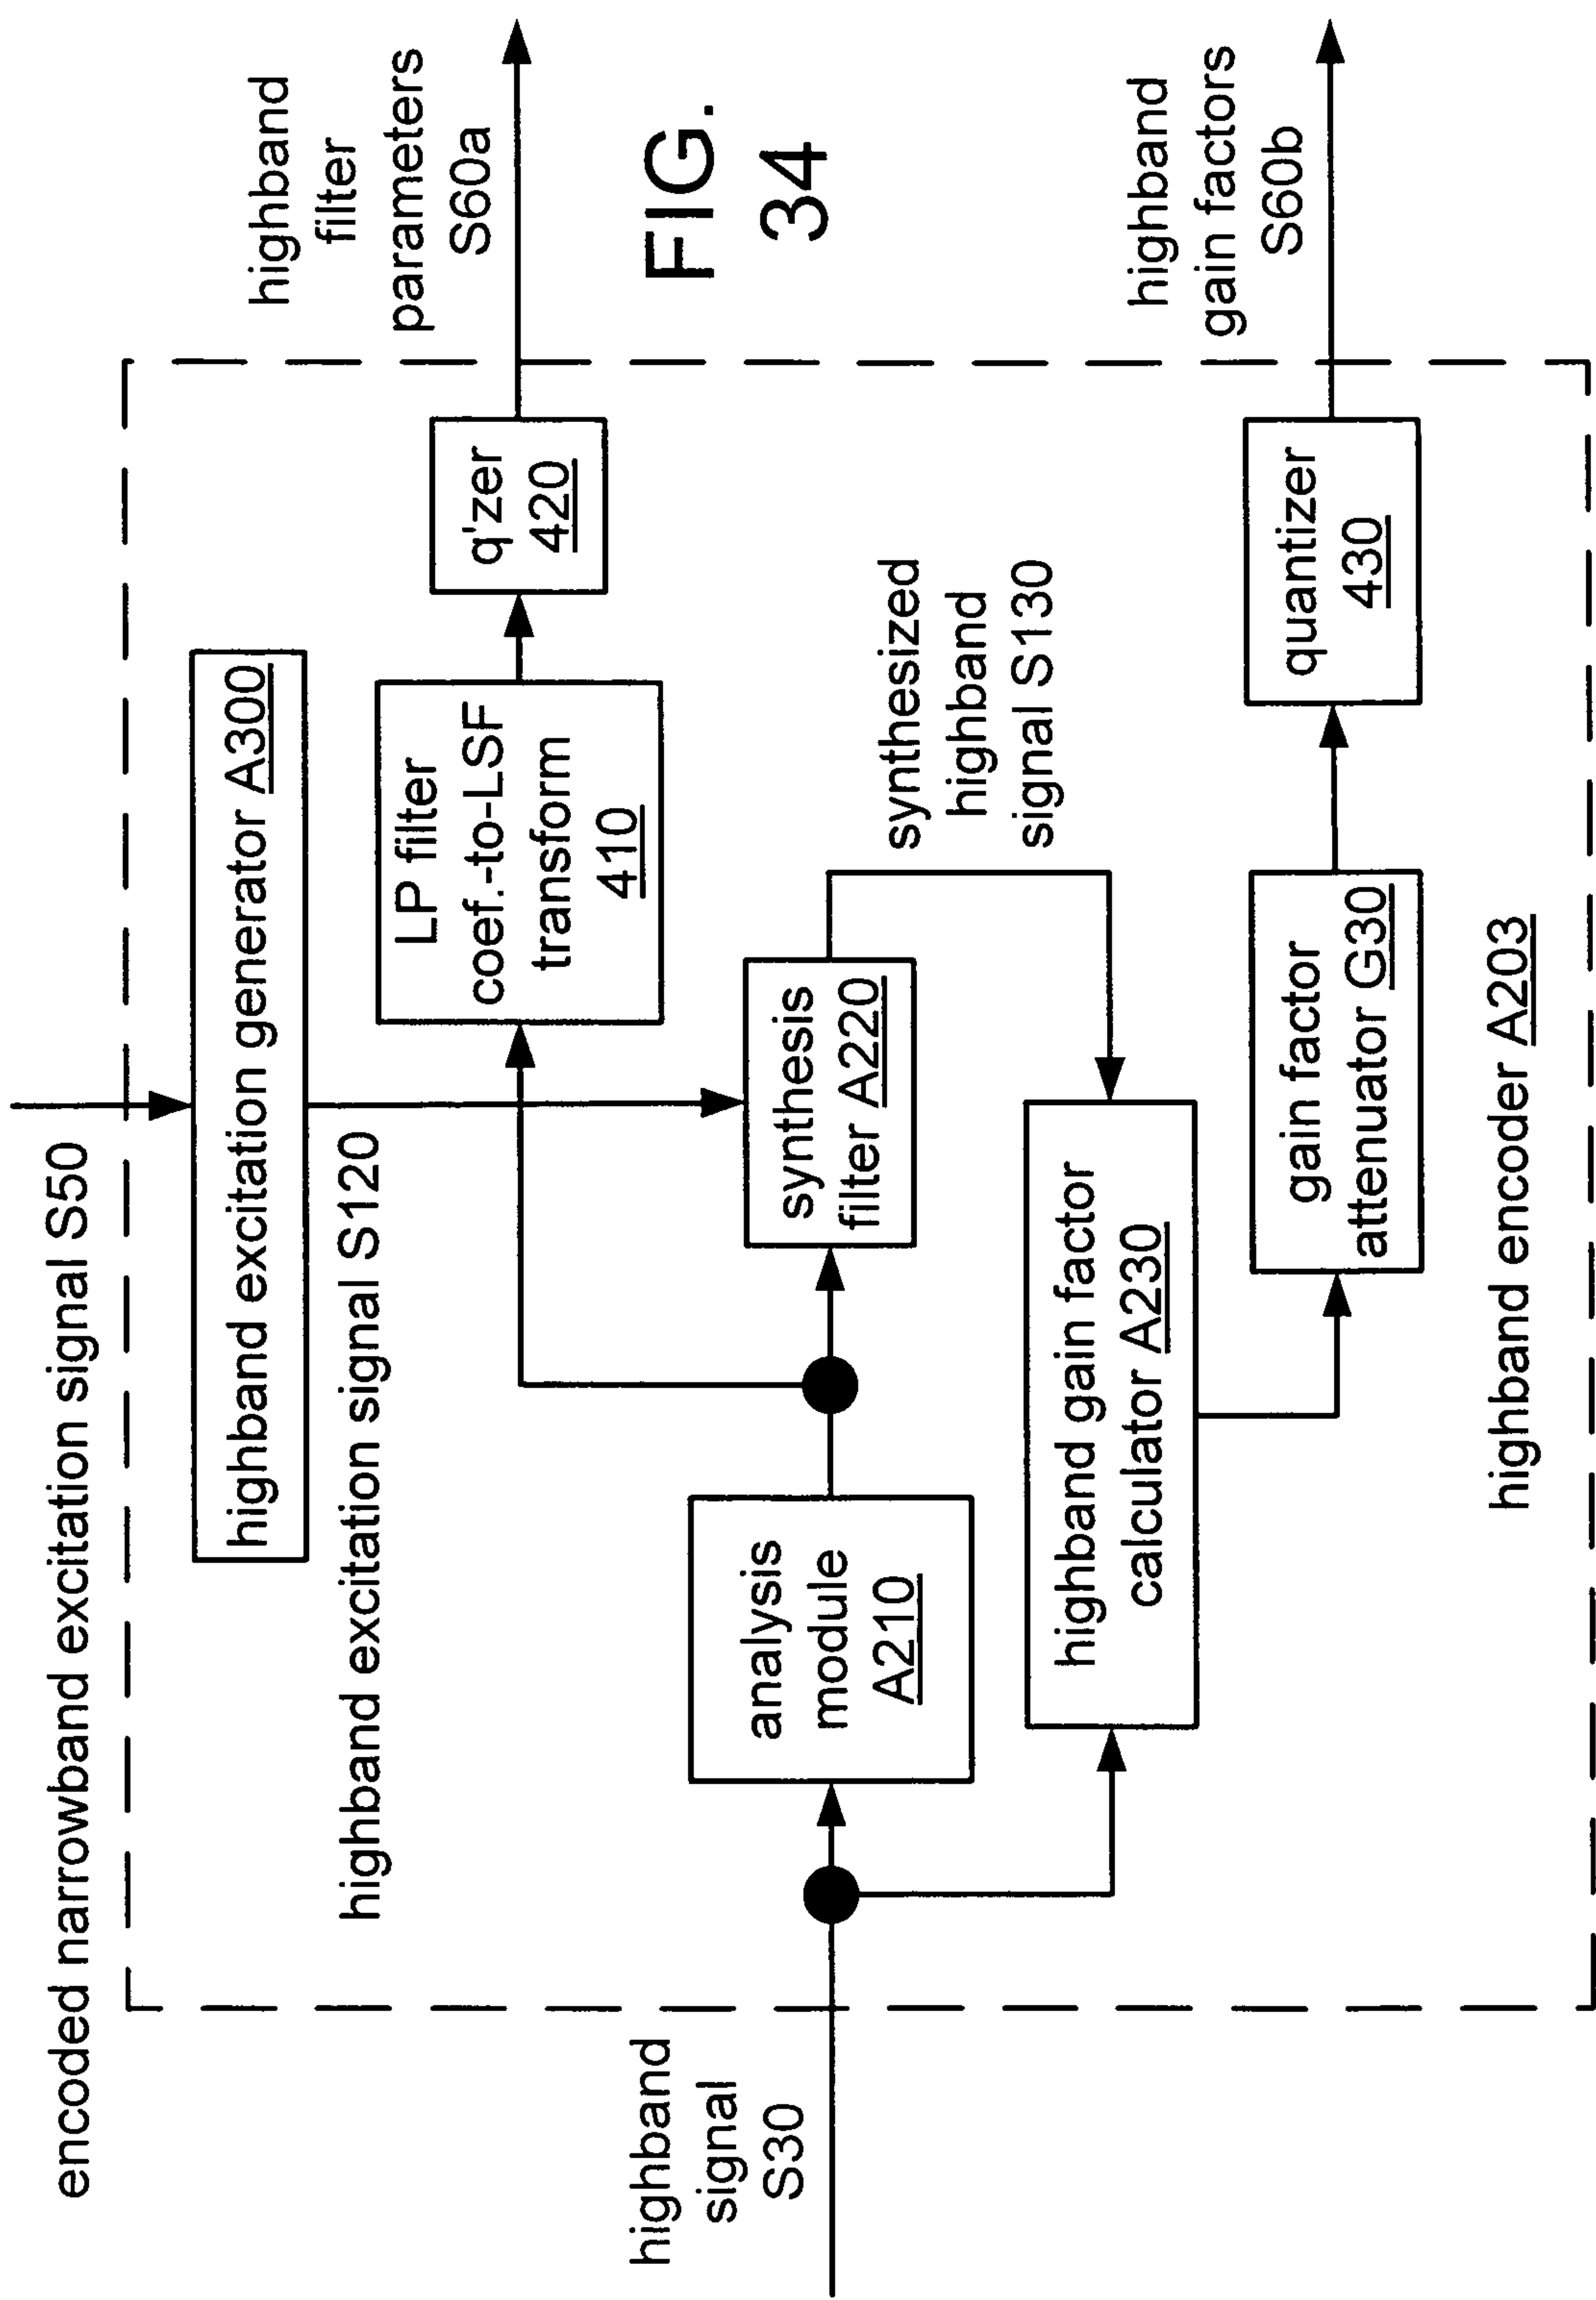 encoded narrowband excitation signal S50
highband excitation generator A300
highband excitation signal S120
highband
filter
parameters
S60a
LP filter
coef.-to-LSF
transform
410
q'zer
420
FIG.
34
highband
signal
S30
analysis
module
A210
synthesis
filter A220
synthesized
highband
signal S130
highband gain factor
calculator A230
gain factor
attenuator G30
quantizer
430
highband
gain factors
S60b
highband encoder A203